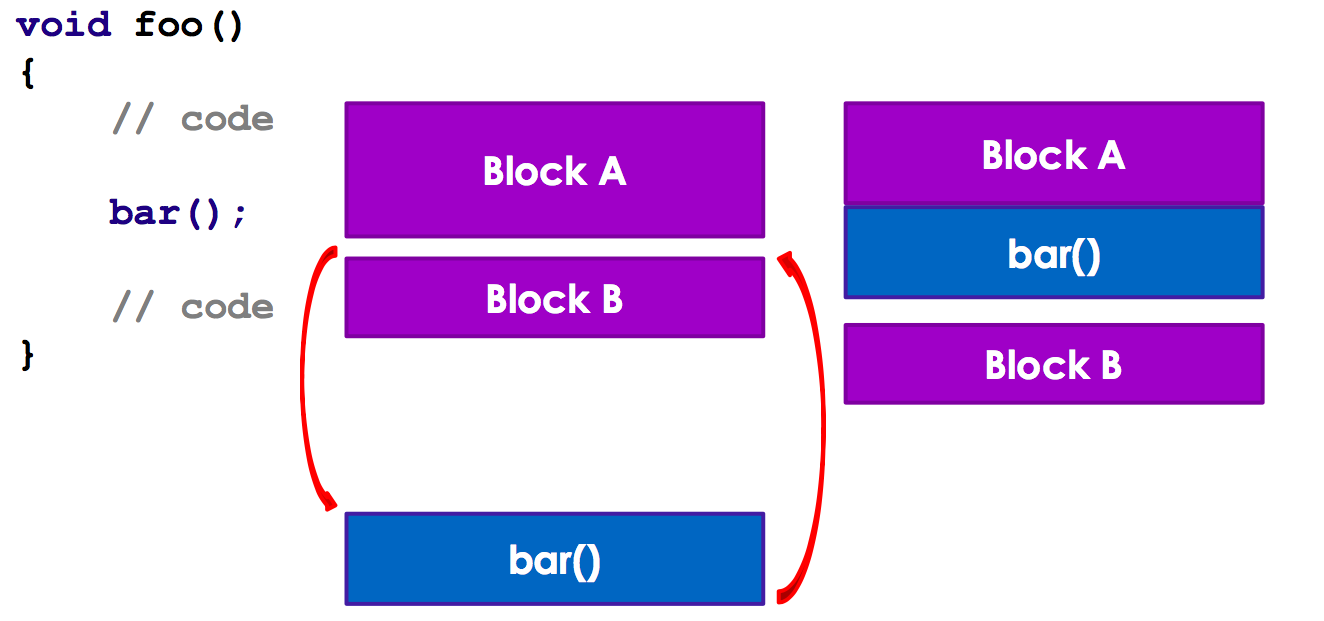 void foo()
{
// code
bar();
// code
}
Block A
Block B
bar()
Block A
bar()
Block B